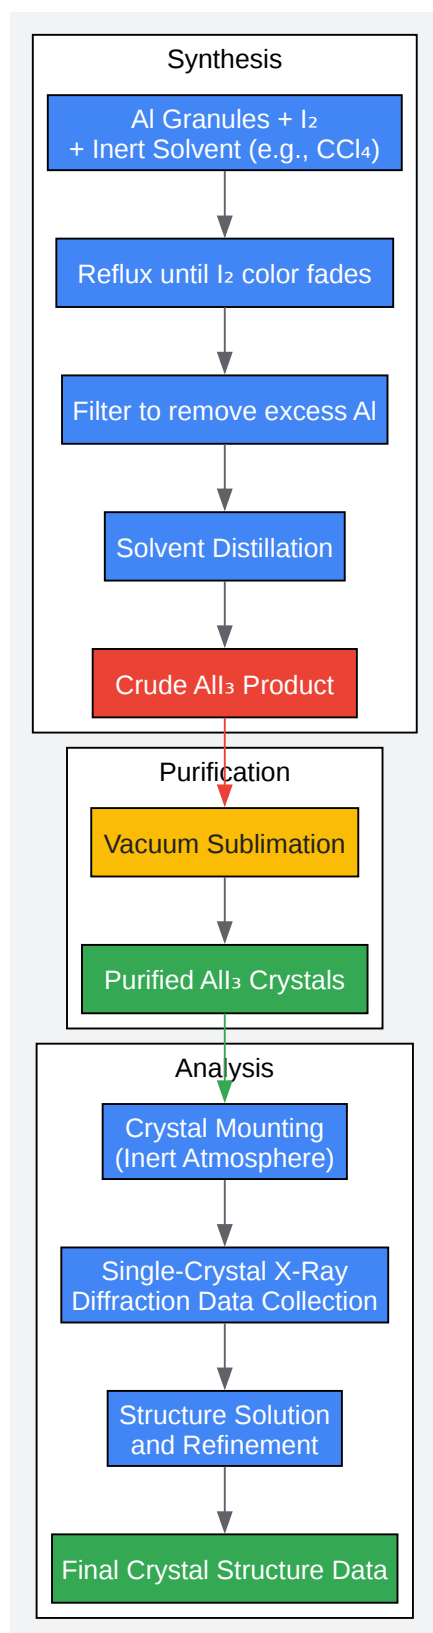 Synthesis
Al Granules + I₂
+ Inert Solvent (e.g., CCl₄)
Reflux until I₂ color fades
Filter to remove excess Al
Solvent Distillation
Crude AlI₃ Product
Purification
Vacuum Sublimation
Purified AlI₃ Crystals
Analysis
Crystal Mounting
(Inert Atmosphere)
Single-Crystal X-Ray
Diffraction Data Collection
Structure Solution
and Refinement
Final Crystal Structure Data